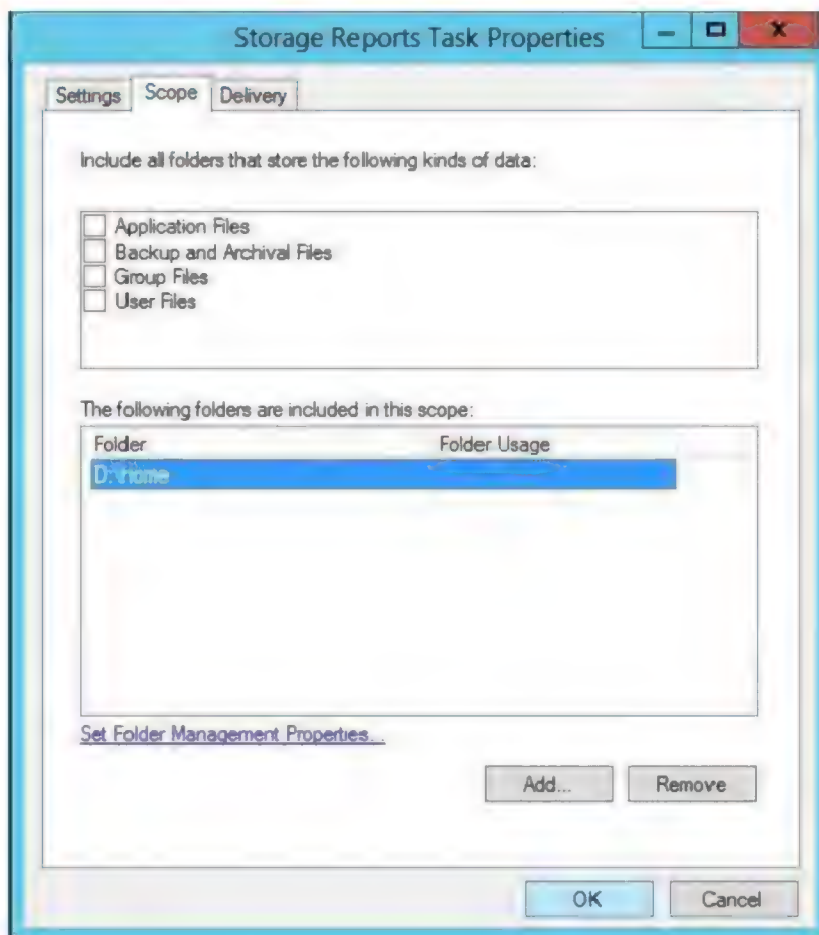 Storage Reports Task Properties
Settings Scope Delivery
Include all folders that store the following kinds of data:
Application Files
Backup and Archival Files
Group Files
User Files
The following folders are included in this scope:
Folder Folder Usage
D:\Home
Set Folder Management Properties...
Add... Remove
OK Cancel